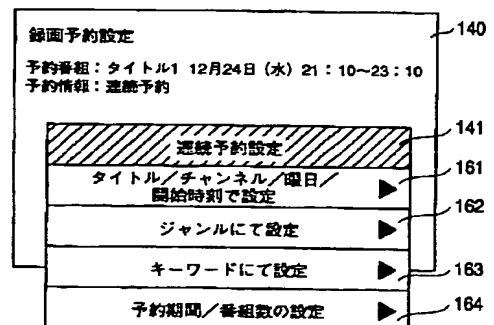 録画予約設定
140
予約番組：タイトル1 12月24日（水）21：10〜23：10
予約情報：連続予約
連続予約設定
141
タイトル／チャンネル／曜日／
開始時刻で設定
161
ジャンルにて設定
162
キーワードにて設定
163
予約期間／番組数の設定
164